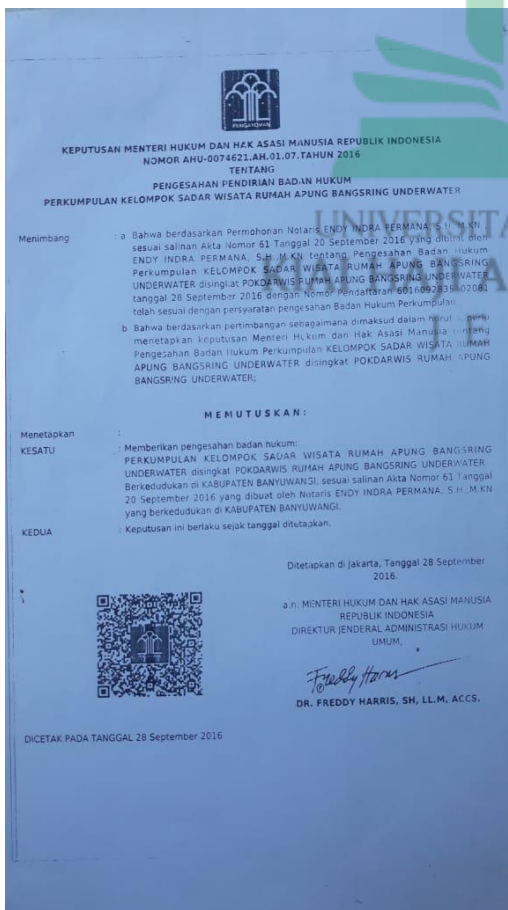 PENGAYOMAN
KEPUTUSAN MENTERI HUKUM DAN HAK ASASI MANUSIA REPUBLIK INDONESIA
NOMOR AHU-0074621.AH.01.07.TAHUN 2016
TENTANG
PENGESAHAN PENDIRIAN BADAN HUKUM
PERKUMPULAN KELOMPOK SADAR WISATA RUMAH APUNG BANGSRING UNDERWATER
Menimbang : a Bahwa berdasarkan Permohonan Notaris ENDY INDRA PERMANA, S.H.,M.KN
sesuai salinan Akta Nomor 61 Tanggal 20 September 2016 yang dibuat oleh
ENDY INDRA PERMANA, S.H.,M.KN tentang Pengesahan Badan Hukum
Perkumpulan KELOMPOK SADAR WISATA RUMAH APUNG BANGSRING
UNDERWATER disingkat POKDARWIS RUMAH APUNG BANGSRING UNDERWATER
tanggal 28 September 2016 dengan Nomor Pendaftaran
telah sesuai dengan persyaratan pengesahan Badan Hukum Perkumpulan;
b Bahwa berdasarkan pertimbangan sebagaimana dimaksud dalam huruf perlu
menetapkan keputusan Menteri Hukum dan Hak Asasi Manusia tentang
Pengesahan Badan Hukum Perkumpulan KELOMPOK SADAR WISATA RUMAH
APUNG BANGSRING UNDERWATER disingkat POKDARWIS RUMAH APUNG
BANGSRING UNDERWATER;
MEMUTUSKAN:
Menetapkan :
KESATU : Memberikan pengesahan badan hukum:
PERKUMPULAN KELOMPOK SADAR WISATA RUMAH APUNG BANGSRING
UNDERWATER disingkat POKDARWIS RUMAH APUNG BANGSRING UNDERWATER
Berkedudukan di KABUPATEN BANYUWANGI, sesuai salinan Akta Nomor 61 Tanggal
20 September 2016 yang dibuat oleh Notaris ENDY INDRA PERMANA, S.H.,M.KN
yang berkedudukan di KABUPATEN BANYUWANGI.
KEDUA : Keputusan ini berlaku sejak tanggal ditetapkan.
Ditetapkan di Jakarta, Tanggal 28 September
2016.
a.n. MENTERI HUKUM DAN HAK ASASI MANUSIA
REPUBLIK INDONESIA
DIREKTUR JENDERAL ADMINISTRASI HUKUM
UMUM,
Freddy Harris
DR. FREDDY HARRIS, SH, LL.M, ACCS.
DICETAK PADA TANGGAL 28 September 2016